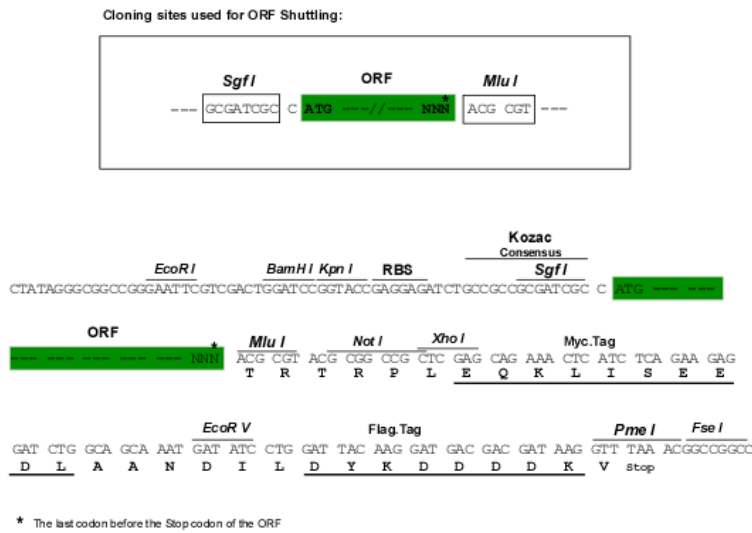 Cloning sites used for ORF Shuttling:
Sgf I ORF Mlu I
--- GCGATCGC C ATG ---//--- NNN * ACG CGT ---
Kozac
Consensus
EcoR I BamH I Kpn I RBS Sgf I
CTATAGGGCGGCCGGGAATTCGTCGACTGGATCCGGTACCGAGGAGATCTGCCGCCGCGATCGC C ATG --- ---
ORF Mlu I Not I Xho I Myc.Tag
--- --- --- --- --- --- NNN * ACG CGT ACG CGG CCG CTC GAG CAG AAA CTC ATC TCA GAA GAG
T R T R P L E Q K L I S E E
EcoR V Flag.Tag Pme I Fse I
GAT CTG GCA GCA AAT GAT ATC CTG GAT TAC AAG GAT GAC GAC GAT AAG GTT TAA ACGGCCGGCC
D L A A N D I L D Y K D D D D K V Stop
* The last codon before the Stop codon of the ORF